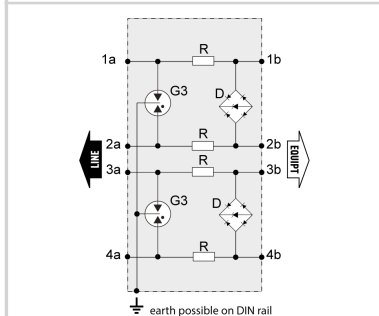 1a R 1b
G3 D
2a R 2b
LINE EQUIPT
3a R 3b
G3 D
4a R 4b
earth possible on DIN rail